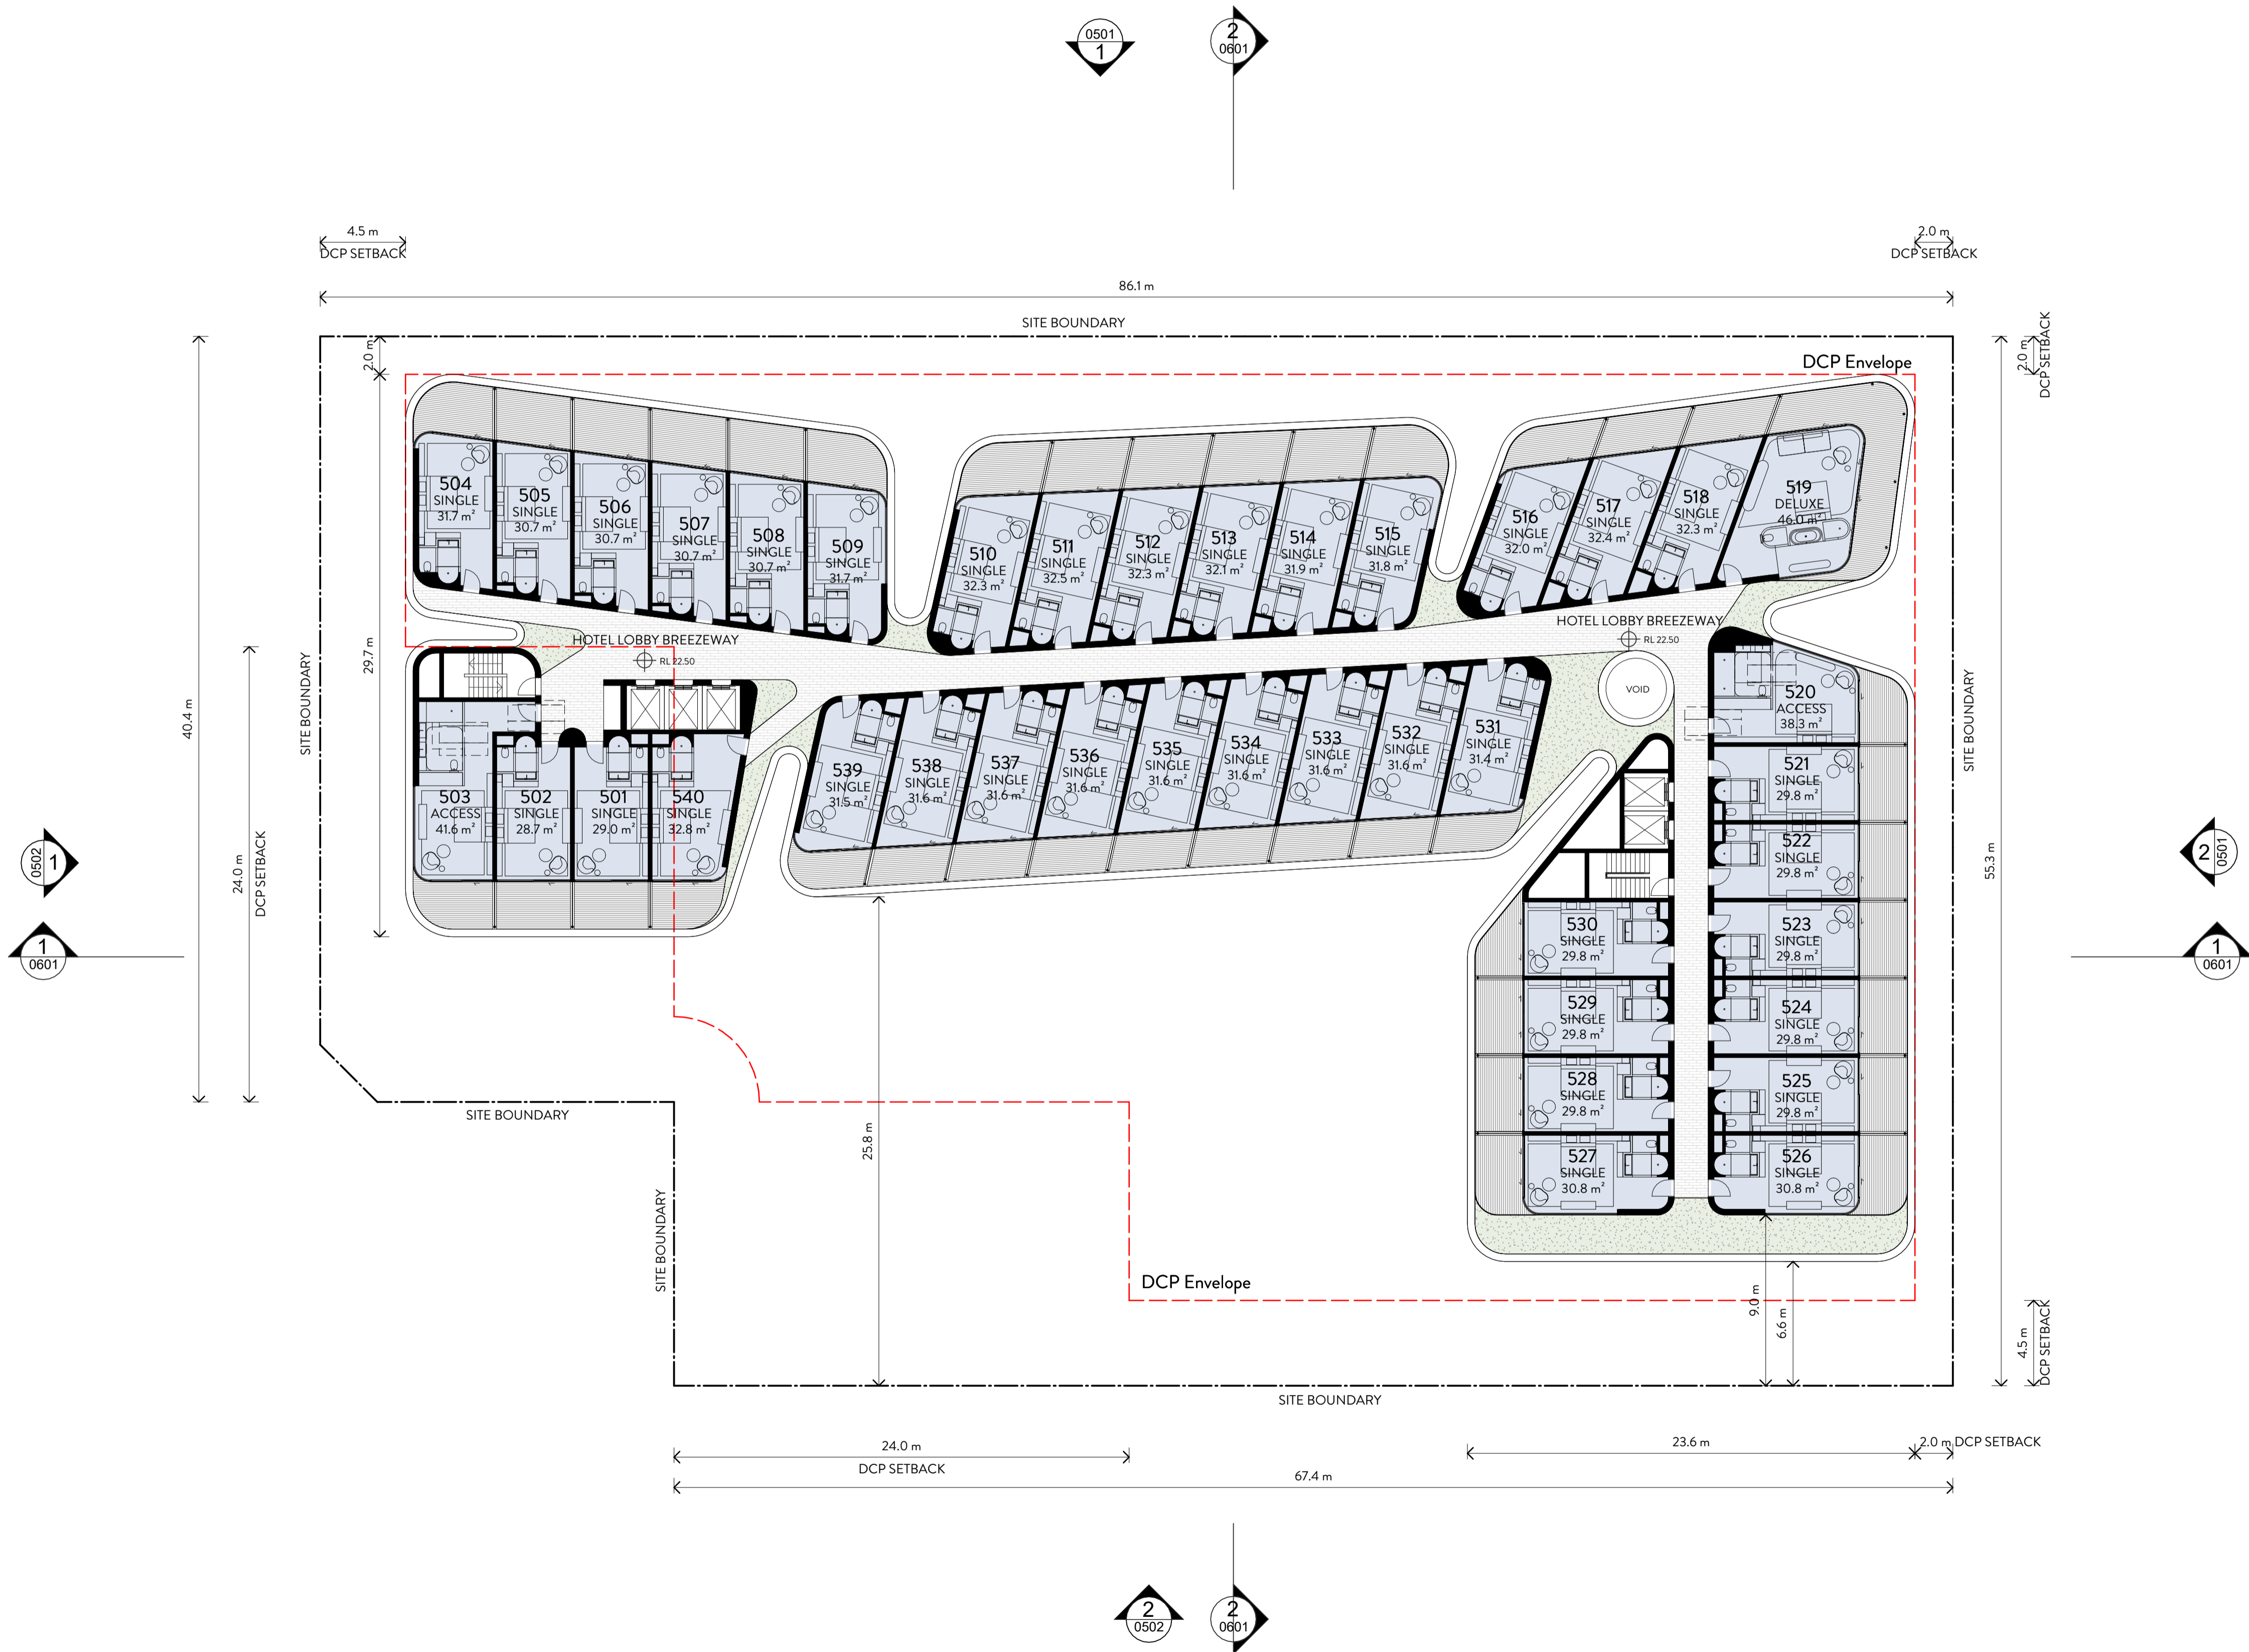 0501
1
2
0601
4.5 m
DCP SETBACK
2.0 m
DCP SETBACK
86.1 m
SITE BOUNDARY
2.0 m
2.0 m
DCP SETBACK
DCP Envelope
504
SINGLE
31.7 m²
505
SINGLE
30.7 m²
506
SINGLE
30.7 m²
507
SINGLE
30.7 m²
508
SINGLE
30.7 m²
509
SINGLE
31.7 m²
510
SINGLE
32.3 m²
511
SINGLE
32.5 m²
512
SINGLE
32.3 m²
513
SINGLE
32.1 m²
514
SINGLE
31.9 m²
515
SINGLE
31.8 m²
516
SINGLE
32.0 m²
517
SINGLE
32.4 m²
518
SINGLE
32.3 m²
519
DELUXE
46.0 m²
HOTEL LOBBY BREEZEWAY
RL 22.50
HOTEL LOBBY BREEZEWAY
RL 22.50
VOID
29.7 m
40.4 m
SITE BOUNDARY
24.0 m
DCP SETBACK
520
ACCESS
38.3 m²
SITE BOUNDARY
55.3 m
503
ACCESS
41.6 m²
502
SINGLE
28.7 m²
501
SINGLE
29.0 m²
540
SINGLE
32.8 m²
539
SINGLE
31.5 m²
538
SINGLE
31.6 m²
537
SINGLE
31.6 m²
536
SINGLE
31.6 m²
535
SINGLE
31.6 m²
534
SINGLE
31.6 m²
533
SINGLE
31.6 m²
532
SINGLE
31.6 m²
531
SINGLE
31.4 m²
521
SINGLE
29.8 m²
522
SINGLE
29.8 m²
523
SINGLE
29.8 m²
524
SINGLE
29.8 m²
525
SINGLE
29.8 m²
526
SINGLE
30.8 m²
530
SINGLE
29.8 m²
529
SINGLE
29.8 m²
528
SINGLE
29.8 m²
527
SINGLE
30.8 m²
0502
1
1
0601
2
0501
1
0601
SITE BOUNDARY
SITE BOUNDARY
25.8 m
DCP Envelope
9.0 m
6.6 m
4.5 m
DCP SETBACK
SITE BOUNDARY
24.0 m
DCP SETBACK
23.6 m
2.0 m DCP SETBACK
67.4 m
2
0502
2
0601